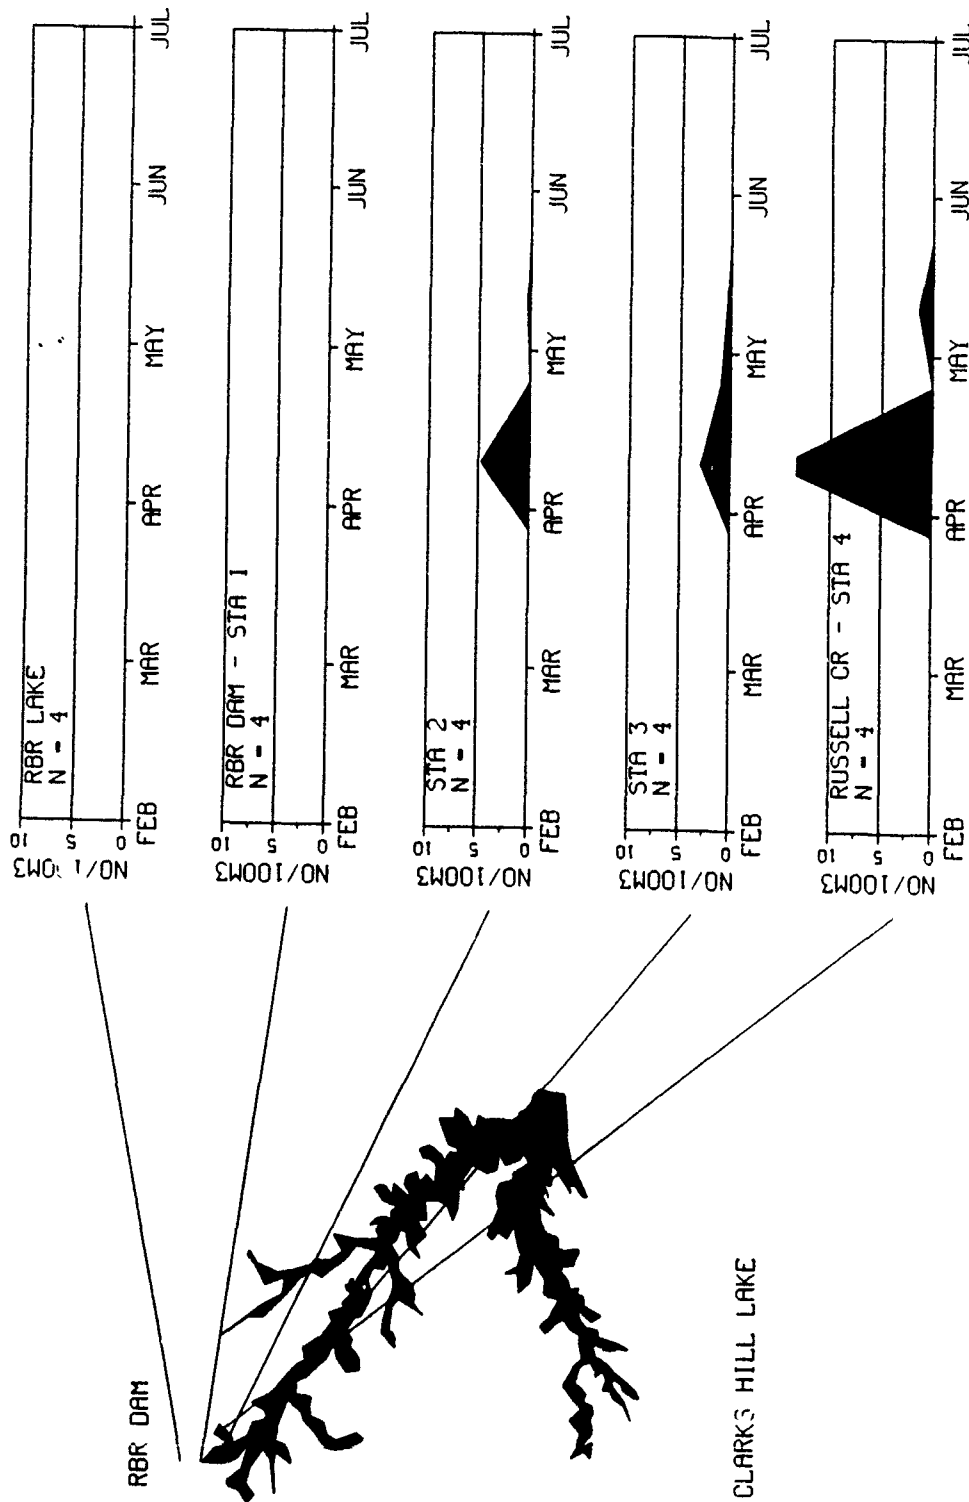 RBR LAKE
N - 4
10
5
0
FEB
MAR
APR
MAY
JUN
JUL
RBR DAM - STA 1
N - 4
NO/100M3
10
5
0
FEB
MAR
APR
MAY
JUN
JUL
STA 2
N - 4
NO/100M3
10
5
0
FEB
MAR
APR
MAY
JUN
JUL
STA 3
N - 4
NO/100M3
10
5
0
FEB
MAR
APR
MAY
JUN
JUL
RUSSELL CR - STA 4
N - 4
NO/100M3
10
5
0
FEB
MAR
APR
MAY
JUN
JUL
RBR DAM
CLARKS HILL LAKE